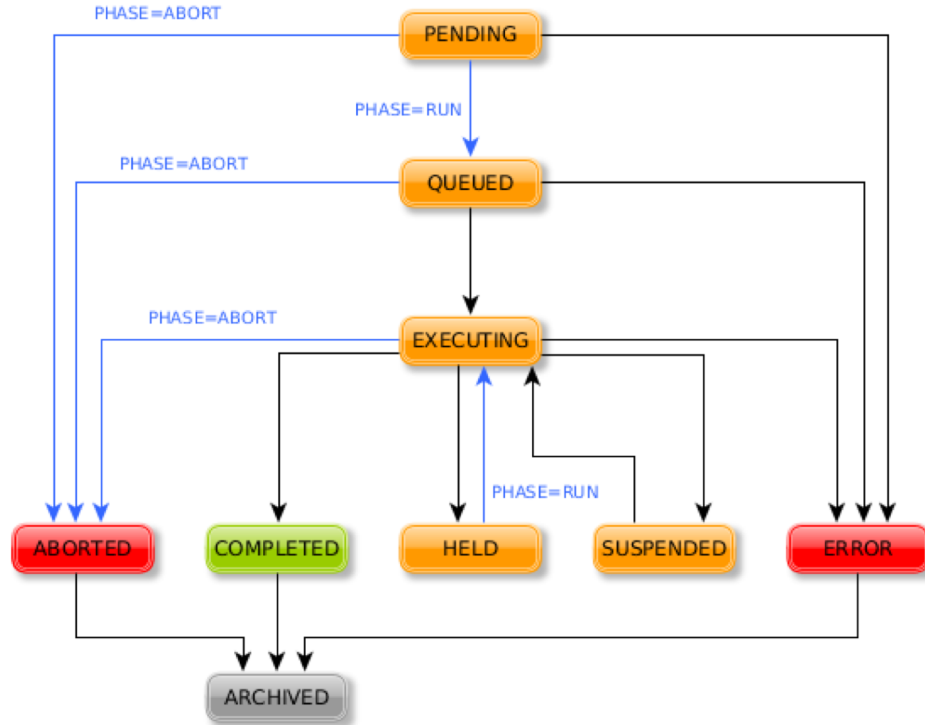 PHASE=ABORT
PENDING
PHASE=RUN
PHASE=ABORT
QUEUED
PHASE=ABORT
EXECUTING
PHASE=RUN
ABORTED
COMPLETED
HELD
SUSPENDED
ERROR
ARCHIVED